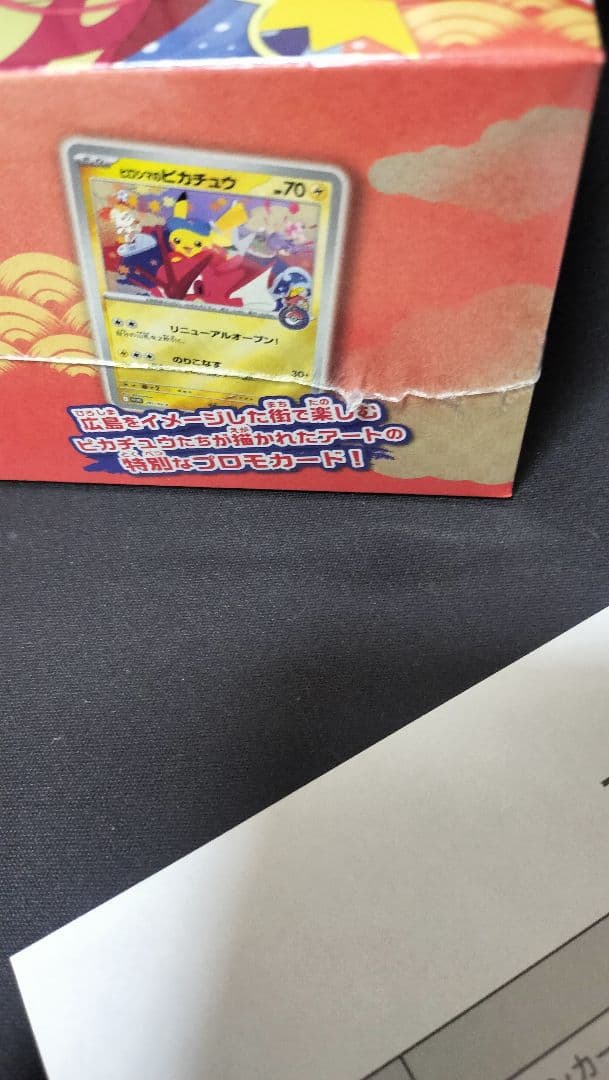 ヒロシマのピカチュウ
HP70
リニューアルオープン!
のりこなす 30+
広島をイメージした街で楽しむ
ピカチュウたちが描かれたアートの
特別なプロモカード!